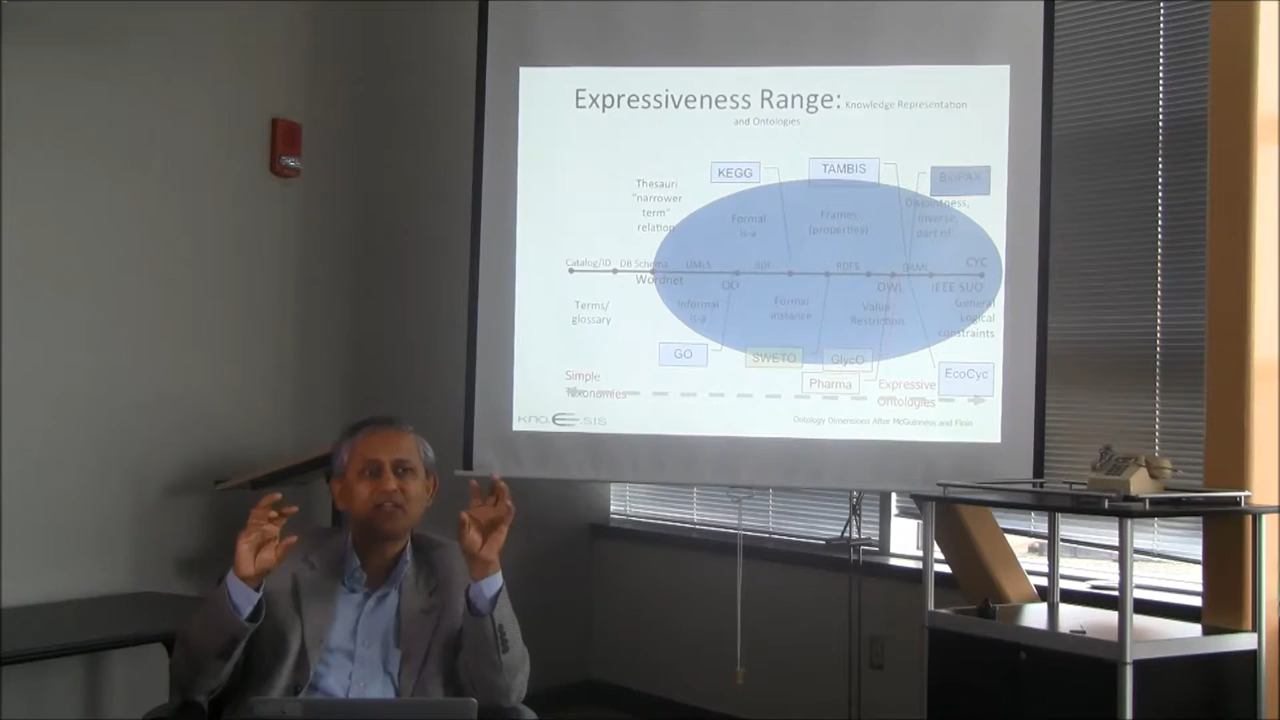 Expressiveness Range: Knowledge Representation
and Ontologies
KEGG
TAMBIS
BioPAX
Thesauri
"narrower
term"
relation
Formal
is-a
Frames
(properties)
Disjointness,
Inverse,
part of
Catalog/ID
DB Schema
UMLS
RDF
RDFS
DAML
CYC
Wordnet
OO
OWL
IEEE SUO
Terms/
glossary
Informal
is-a
Formal
instance
Value
Restriction
General
Logical
constraints
GO
SWETO
GlycO
Pharma
EcoCyc
Simple
Taxonomies
Expressive
Ontologies
kno.e.sis
Ontology Dimensions After McGuinness and Finin